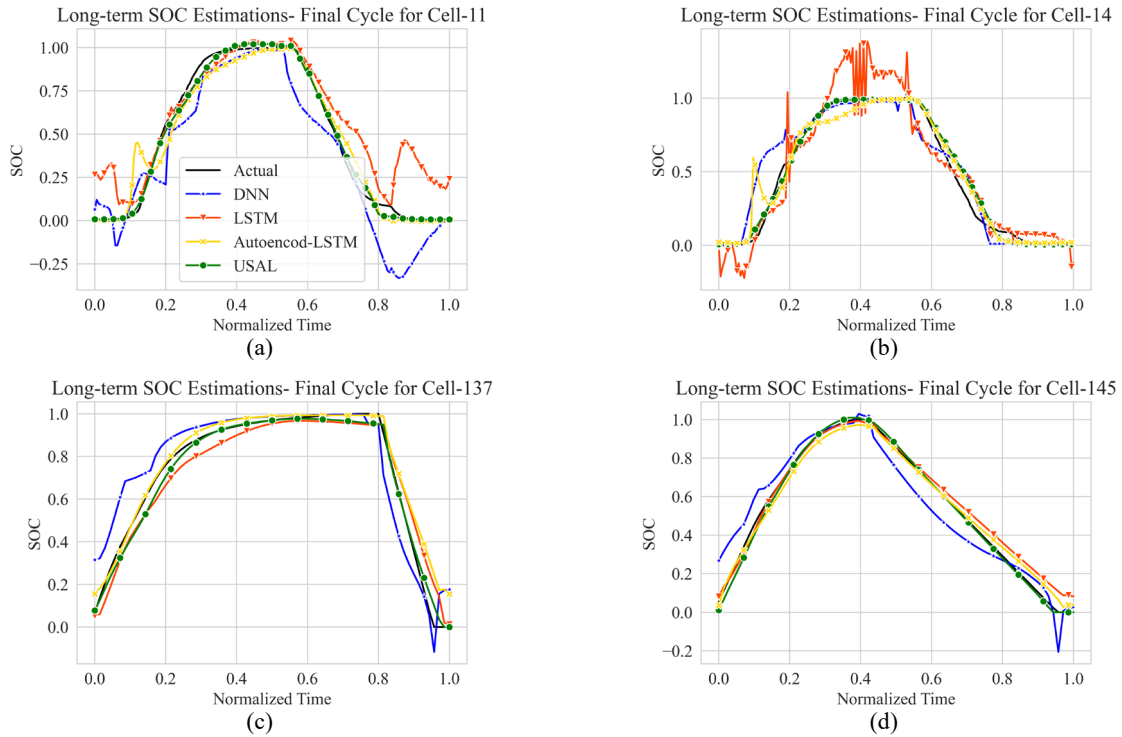 Long-term SOC Estimations- Final Cycle for Cell-11
1.00
0.75
0.50
0.25
0.00
−0.25
SOC
Actual
DNN
LSTM
Autoencod-LSTM
USAL
0.0 0.2 0.4 0.6 0.8 1.0
Normalized Time
(a)
Long-term SOC Estimations- Final Cycle for Cell-14
1.0
0.5
0.0
SOC
0.0 0.2 0.4 0.6 0.8 1.0
Normalized Time
(b)
Long-term SOC Estimations- Final Cycle for Cell-137
1.0
0.8
0.6
0.4
0.2
0.0
SOC
0.0 0.2 0.4 0.6 0.8 1.0
Normalized Time
(c)
Long-term SOC Estimations- Final Cycle for Cell-145
1.0
0.8
0.6
0.4
0.2
0.0
−0.2
SOC
0.0 0.2 0.4 0.6 0.8 1.0
Normalized Time
(d)